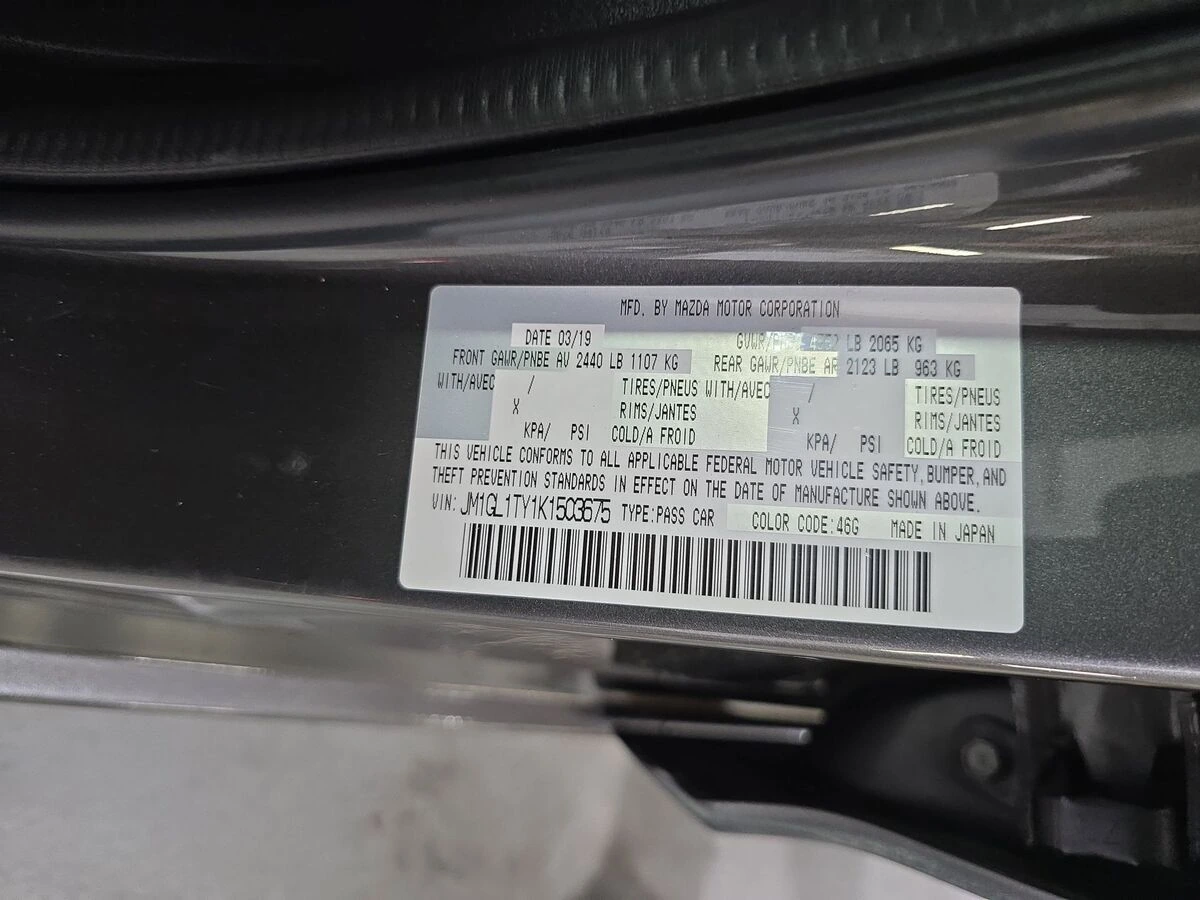 MFD. BY MAZDA MOTOR CORPORATION
DATE 03/19 LB 2065 KG
FRONT GAWR/PNBE AV 2440 LB 1107 KG REAR GAWR/PNBE AR 2123 LB 963 KG
WITH/AVEC / TIRES/PNEUS WITH/AVEC / TIRES/PNEUS
X RIMS/JANTES X RIMS/JANTES
KPA/ PSI COLD/A FROID KPA/ PSI COLD/A FROID
THIS VEHICLE CONFORMS TO ALL APPLICABLE FEDERAL MOTOR VEHICLE SAFETY, BUMPER, AND
THEFT PREVENTION STANDARDS IN EFFECT ON THE DATE OF MANUFACTURE SHOWN ABOVE.
VIN: JM1GL1TY1K1503675 TYPE:PASS CAR COLOR CODE:46G MADE IN JAPAN